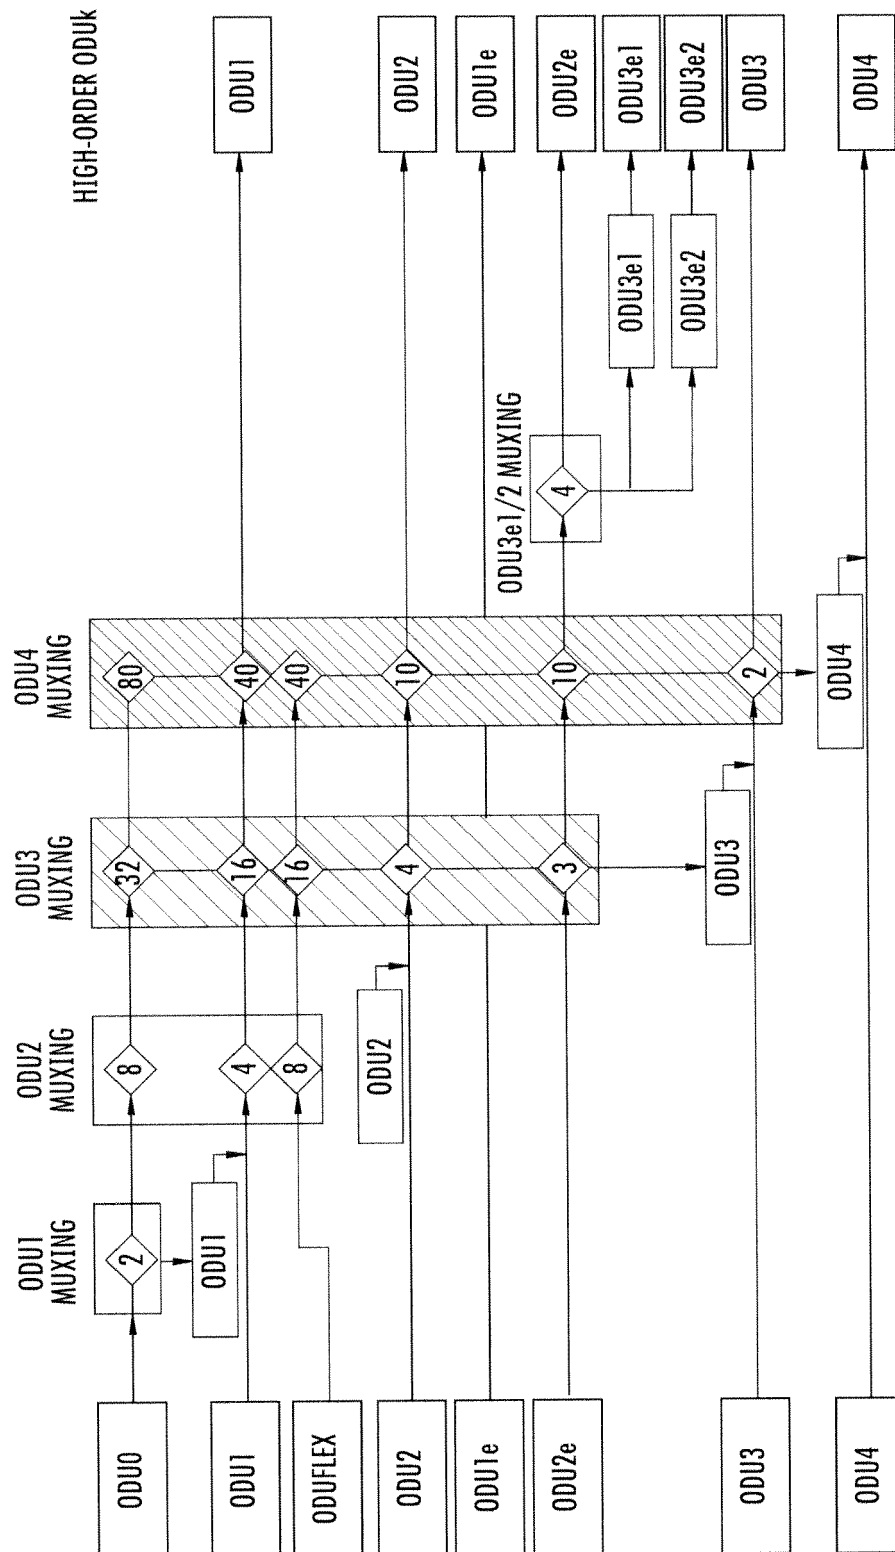 HIGH-ORDER ODUk
ODU1
MUXING
ODU2
MUXING
ODU3
MUXING
ODU4
MUXING
ODU0
2
8
32
80
ODU1
ODU1
4
16
40
ODU1
ODUFLEX
8
16
40
ODU2
ODU2
4
10
ODU2
ODU1e
ODU1e
ODU3e1/2 MUXING
ODU2e
3
10
4
ODU2e
ODU3e1
ODU3e1
ODU3e2
ODU3e2
ODU3
ODU3
2
ODU3
ODU4
ODU4
ODU4